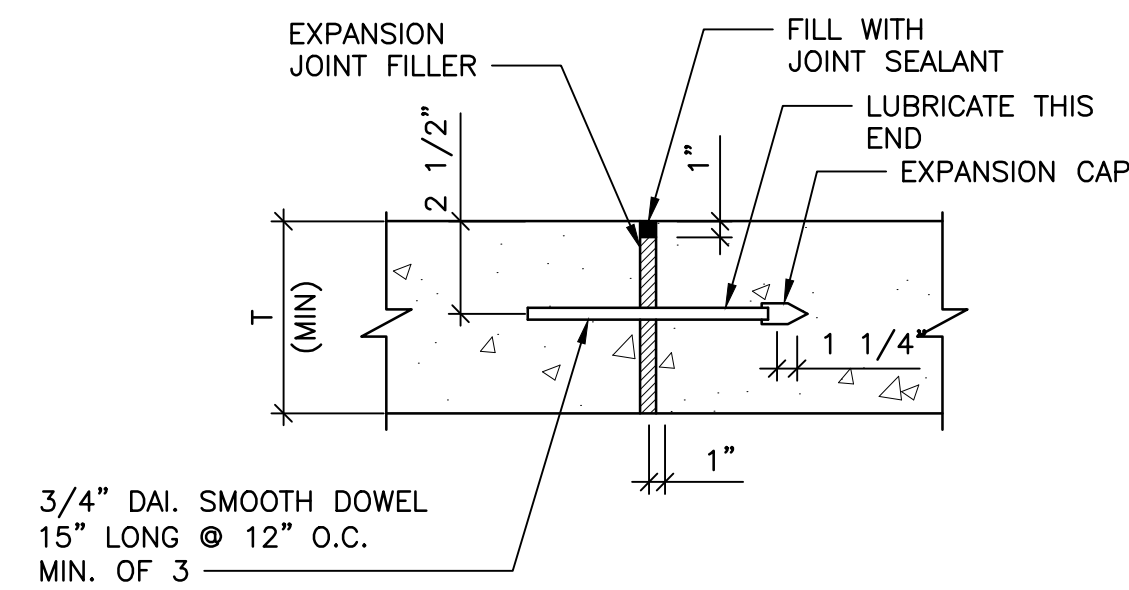 EXPANSION
JOINT FILLER
FILL WITH
JOINT SEALANT
LUBRICATE THIS
END
EXPANSION CAP
2 1/2”
1”
T
(MIN)
1 1/4”
1”
3/4” DAI. SMOOTH DOWEL
15” LONG @ 12” O.C.
MIN. OF 3